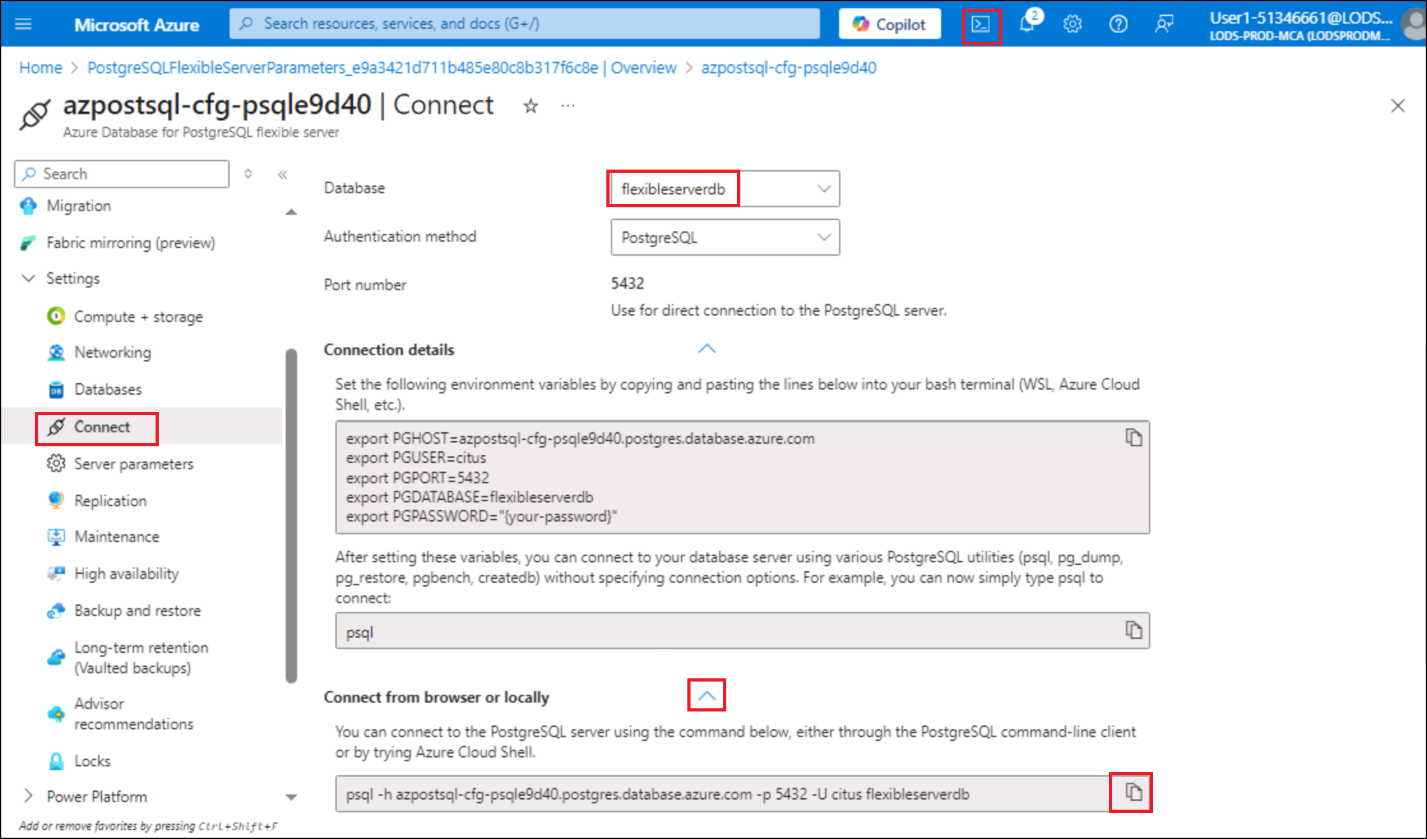 Microsoft Azure
Search resources, services, and docs (G+/)
Copilot
2
User1-51346661@LODS...
LODS-PROD-MCA (LODSPRODM...
Home > PostgreSQLFlexibleServerParameters_e9a3421d711b485e80c8b317f6c8e | Overview > azpostsql-cfg-psqle9d40
azpostsql-cfg-psqle9d40 | Connect
Azure Database for PostgreSQL flexible server
Search
Migration
Fabric mirroring (preview)
Settings
Compute + storage
Networking
Databases
Connect
Server parameters
Replication
Maintenance
High availability
Backup and restore
Long-term retention
(Vaulted backups)
Advisor
recommendations
Locks
Power Platform
Add or remove favorites by pressing Ctrl+Shift+F
Database
flexibleserverdb
Authentication method
PostgreSQL
Port number
5432
Use for direct connection to the PostgreSQL server.
Connection details
Set the following environment variables by copying and pasting the lines below into your bash terminal (WSL, Azure Cloud
Shell, etc.).
export PGHOST=azpostsql-cfg-psqle9d40.postgres.database.azure.com
export PGUSER=citus
export PGPORT=5432
export PGDATABASE=flexibleserverdb
export PGPASSWORD="{your-password}"
After setting these variables, you can connect to your database server using various PostgreSQL utilities (psql, pg_dump,
pg_restore, pgbench, createdb) without specifying connection options. For example, you can now simply type psql to
connect:
psql
Connect from browser or locally
You can connect to the PostgreSQL server using the command below, either through the PostgreSQL command-line client
or by trying Azure Cloud Shell.
psql -h azpostsql-cfg-psqle9d40.postgres.database.azure.com -p 5432 -U citus flexibleserverdb